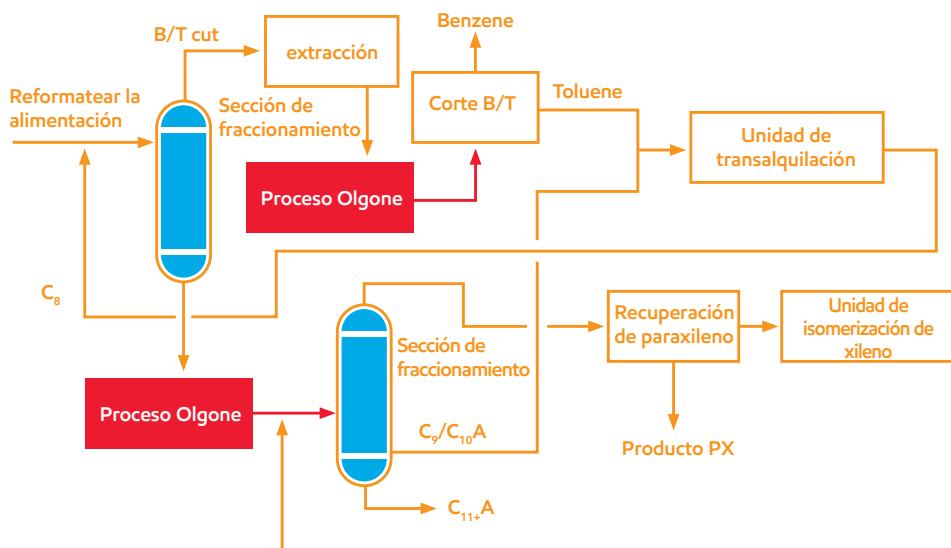 B/T cut
extracción
Benzene
Corte B/T
Toluene
Reformatear la
alimentación
Sección de
fraccionamiento
Unidad de
transalquilación
Proceso Olgone
C₈
Recuperación
de paraxileno
Unidad de
isomerización de
xileno
Sección de
fraccionamiento
Proceso Olgone
C₉/C₁₀A
Producto PX
C₁₁₊A